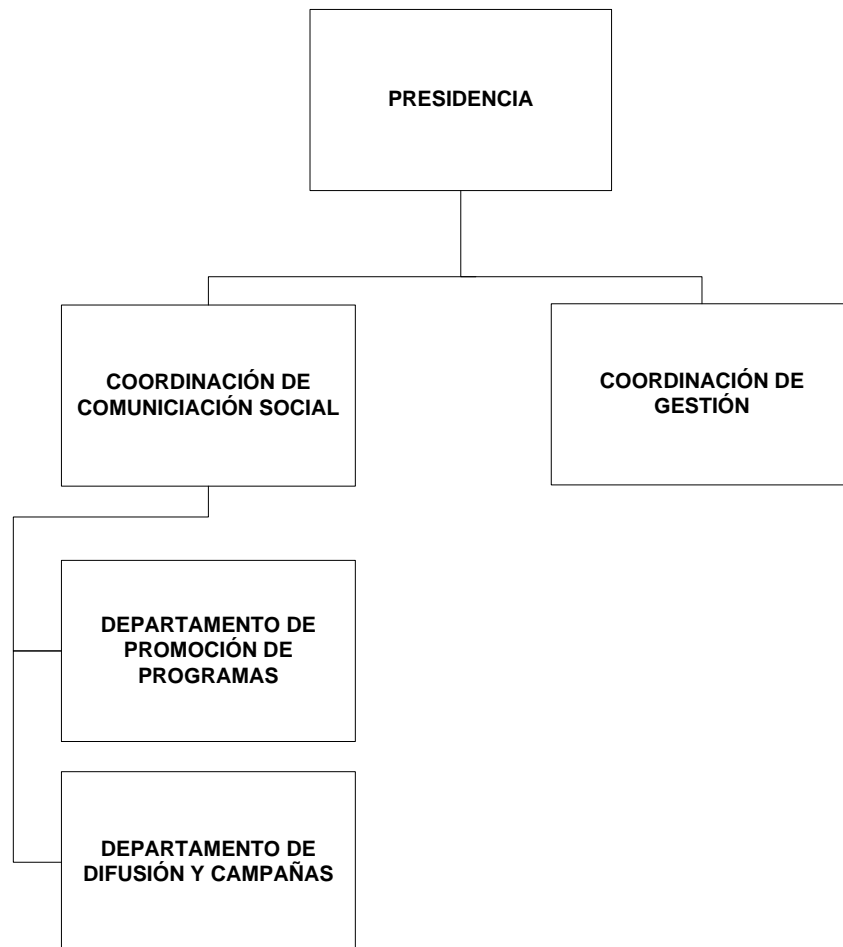 PRESIDENCIA
COORDINACIÓN DE
COMUNICIACIÓN SOCIAL
COORDINACIÓN DE
GESTIÓN
DEPARTAMENTO DE
PROMOCIÓN DE
PROGRAMAS
DEPARTAMENTO DE
DIFUSIÓN Y CAMPAÑAS